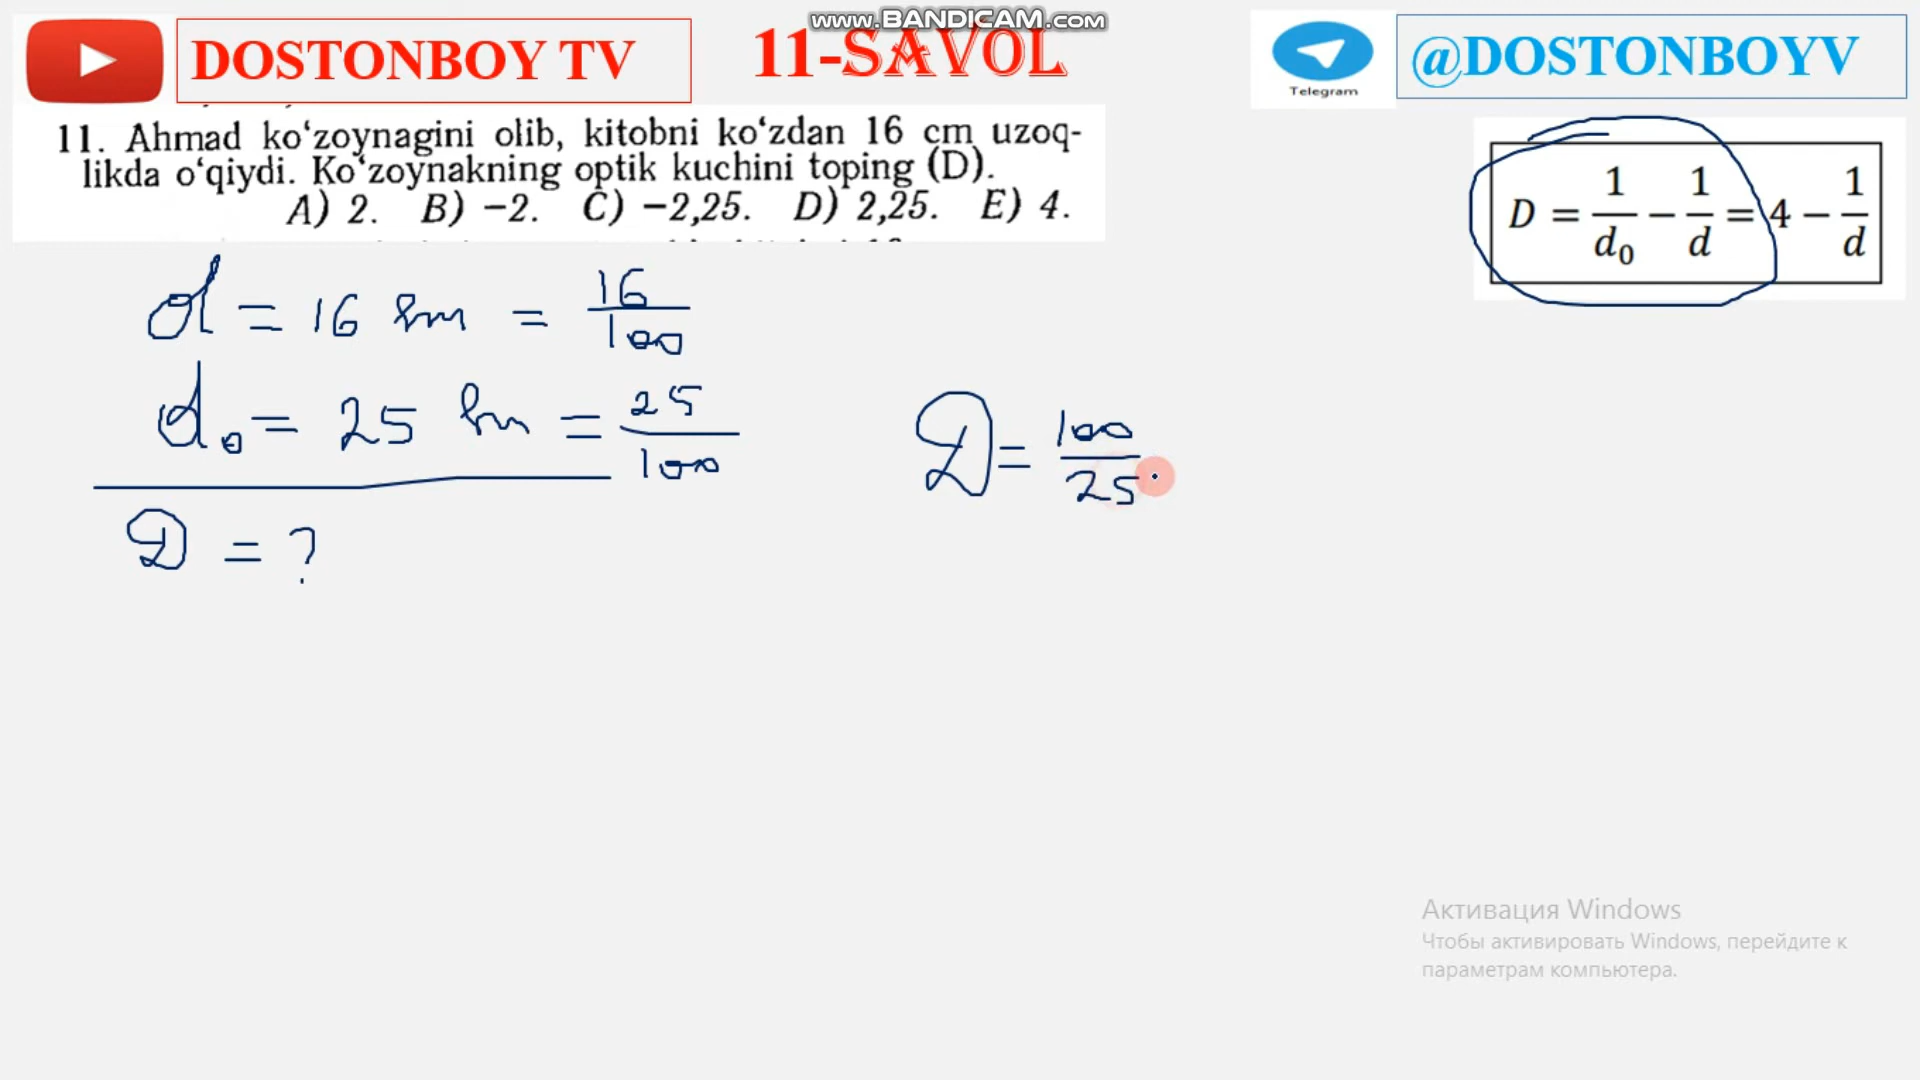 www.BANDICAM.com
DOSTONBOY TV
11-SAVOL
Telegram
@DOSTONBOYV
11. Ahmad ko‘zoynagini olib, kitobni ko‘zdan 16 cm uzoq-
likda o‘qiydi. Ko‘zoynakning optik kuchini toping (D).
A) 2. B) −2. C) −2,25. D) 2,25. E) 4.
D = 1/d₀ − 1/d = 4 − 1/d
d = 16 sm = 16/100
d₀ = 25 sm = 25/100
D = ?
D = 100/25
Активация Windows
Чтобы активировать Windows, перейдите к
параметрам компьютера.